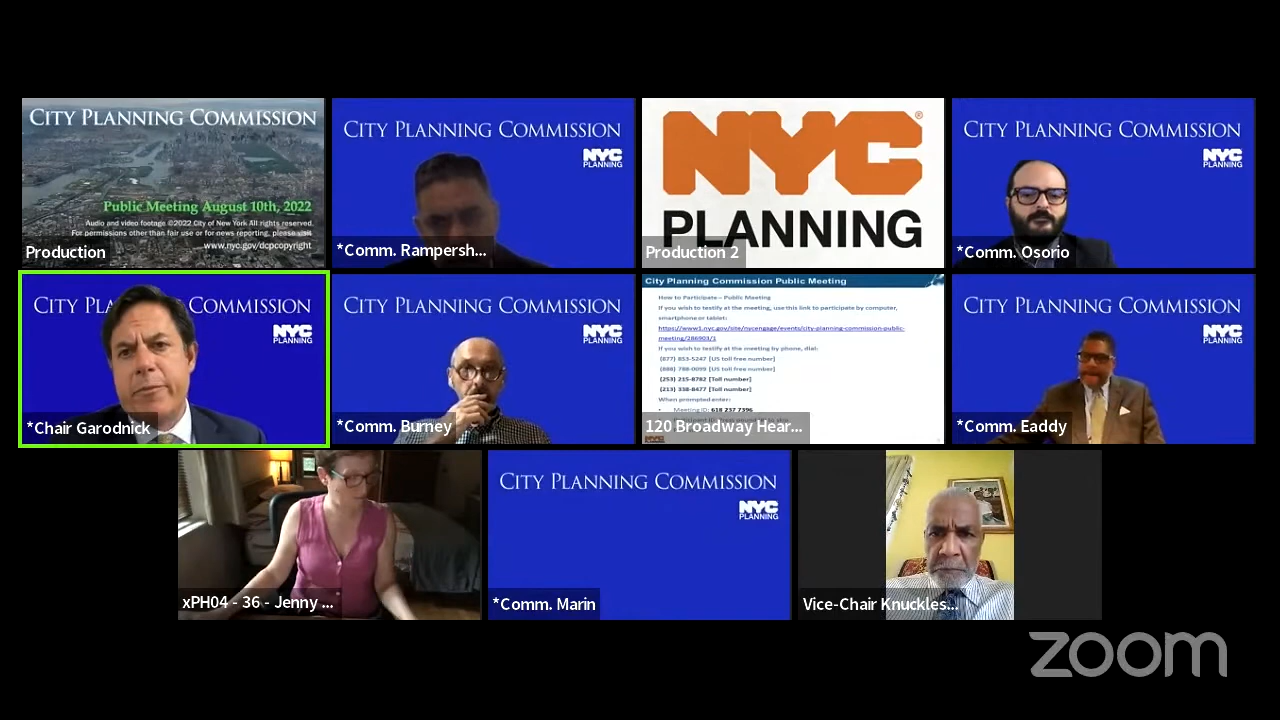 CITY PLANNING COMMISSION
Public Meeting August 10th, 2022
Audio and video footage ©2022 City of New York All rights reserved.
For permissions other than fair use or for news reporting, please visit
www.nyc.gov/dcpcopyright
Production
CITY PLANNING COMMISSION
NYC
PLANNING
*Comm. Rampersh...
NYC®
PLANNING
Production 2
CITY PLANNING COMMISSION
NYC
PLANNING
*Comm. Osorio
CITY PLANNING COMMISSION
NYC
PLANNING
*Chair Garodnick
CITY PLANNING COMMISSION
NYC
PLANNING
*Comm. Burney
City Planning Commission Public Meeting
How to Participate – Public Meeting
If you wish to testify at the meeting, use this link to participate by computer,
smartphone or tablet:
https://www1.nyc.gov/site/nycengage/events/city-planning-commission-public-
meeting/286903/1
If you wish to testify at the meeting by phone, dial:
(877) 853-5247 [US toll free number]
(888) 788-0099 [US toll free number]
(253) 215-8782 [Toll number]
(213) 338-8477 [Toll number]
When prompted enter:
• Meeting ID: 618 237 7396
120 Broadway Hear...
CITY PLANNING COMMISSION
NYC
PLANNING
*Comm. Eaddy
xPH04 - 36 - Jenny ...
CITY PLANNING COMMISSION
NYC
PLANNING
*Comm. Marin
Vice-Chair Knuckles...
zoom